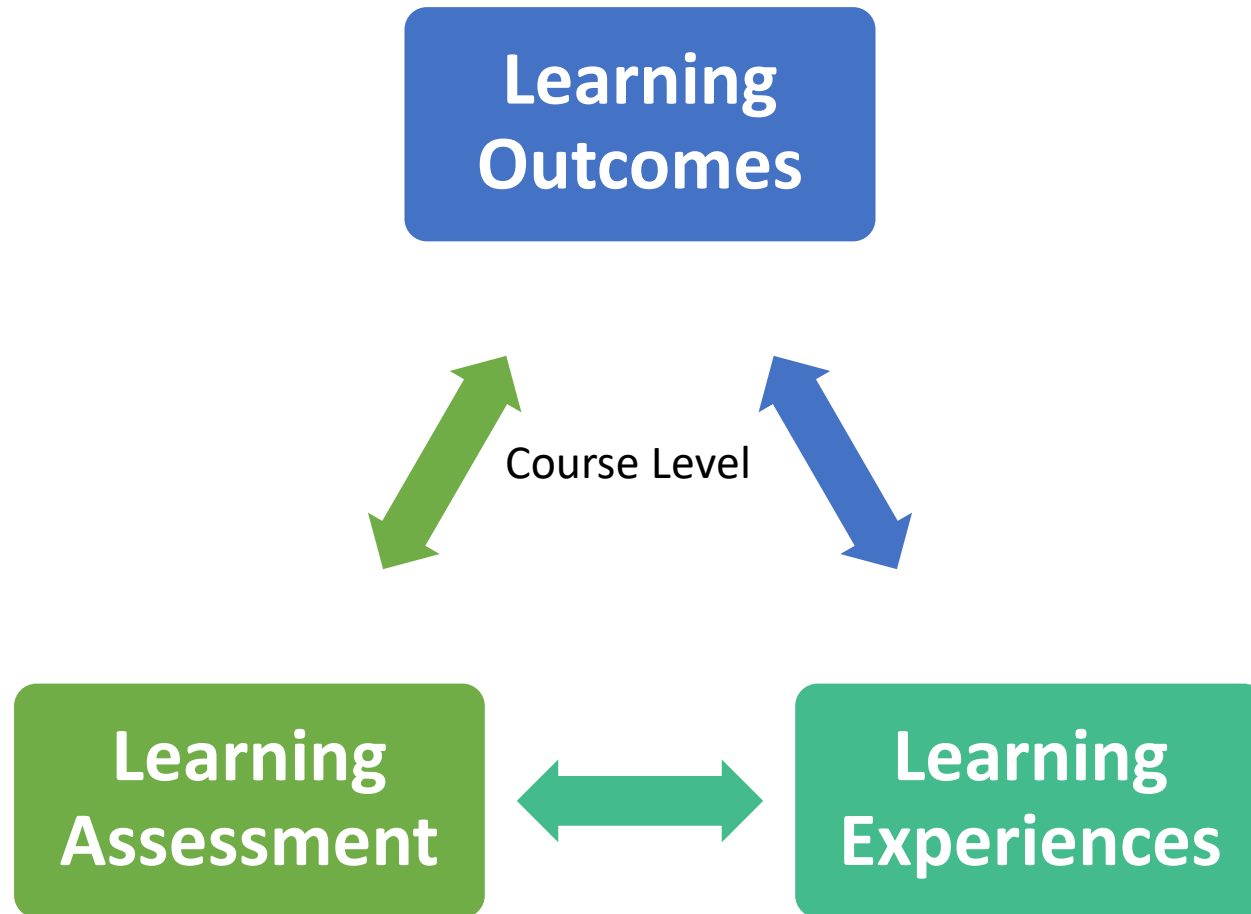 Learning
Outcomes
Course Level
Learning
Assessment
Learning
Experiences